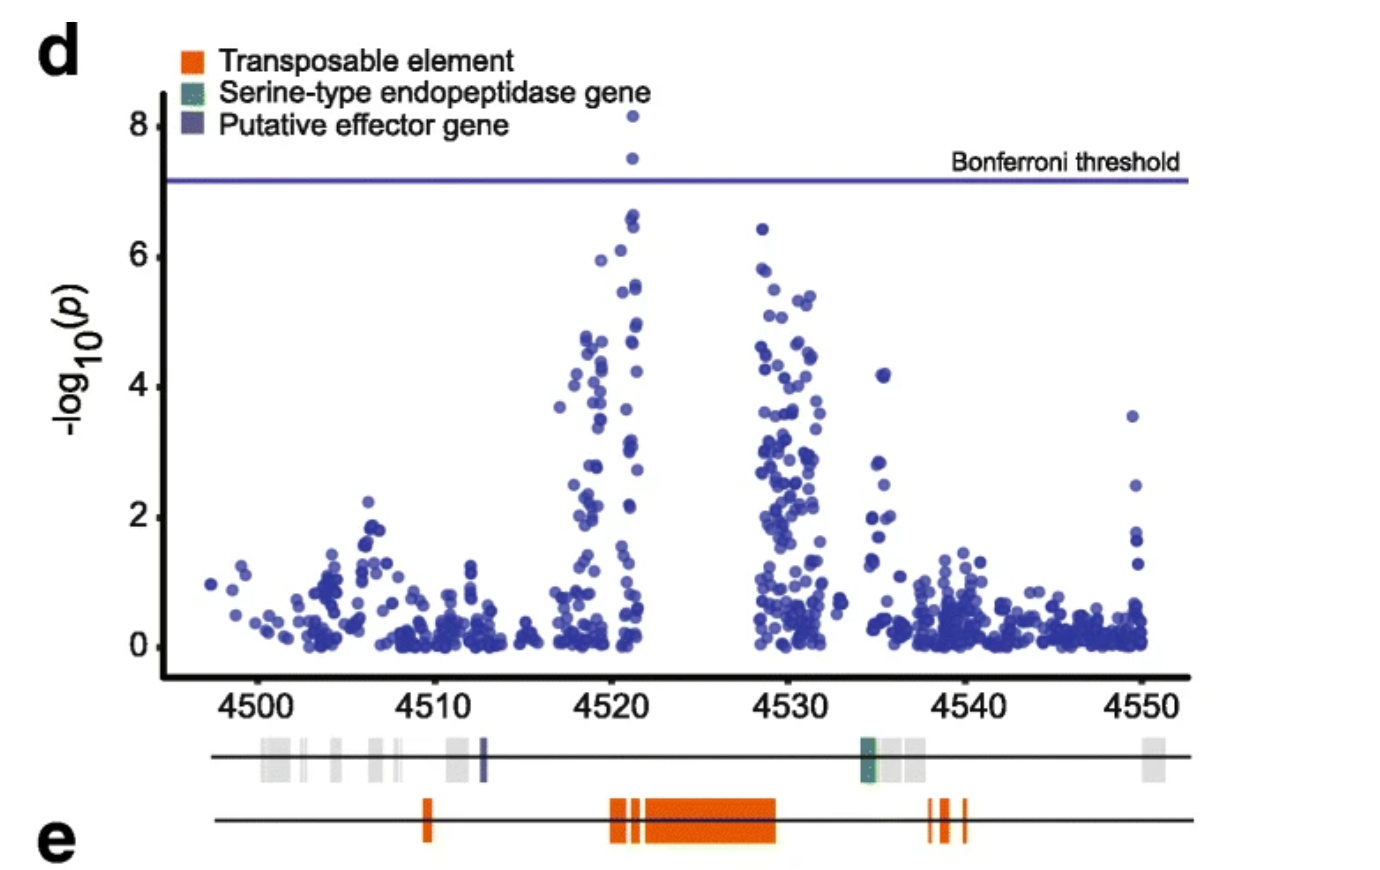 d
Transposable element
Serine-type endopeptidase gene
Putative effector gene
Bonferroni threshold
8
6
4
2
0
-log10(p)
4500 4510 4520 4530 4540 4550
e